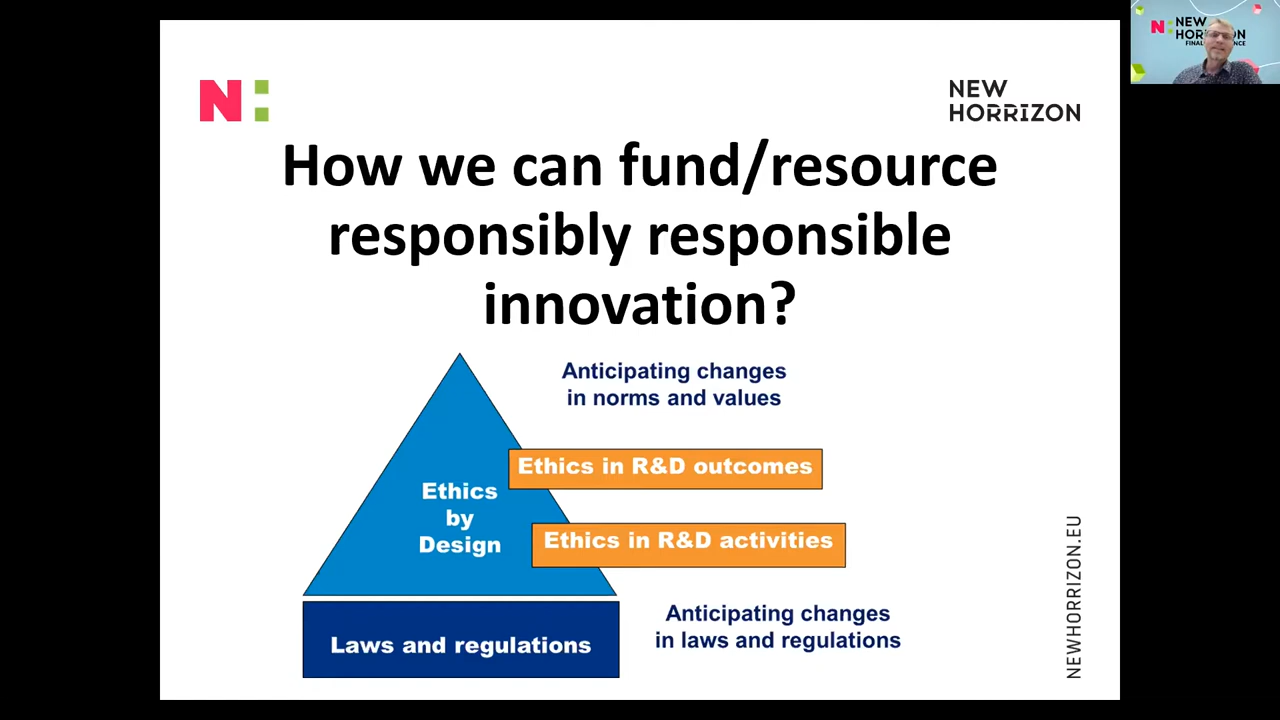 N:
NEW
HORRIZON
How we can fund/resource
responsibly responsible
innovation?
Anticipating changes
in norms and values
Ethics in R&D outcomes
Ethics
by
Design
Ethics in R&D activities
Laws and regulations
Anticipating changes
in laws and regulations
NEWHORRIZON.EU
N:
NEW